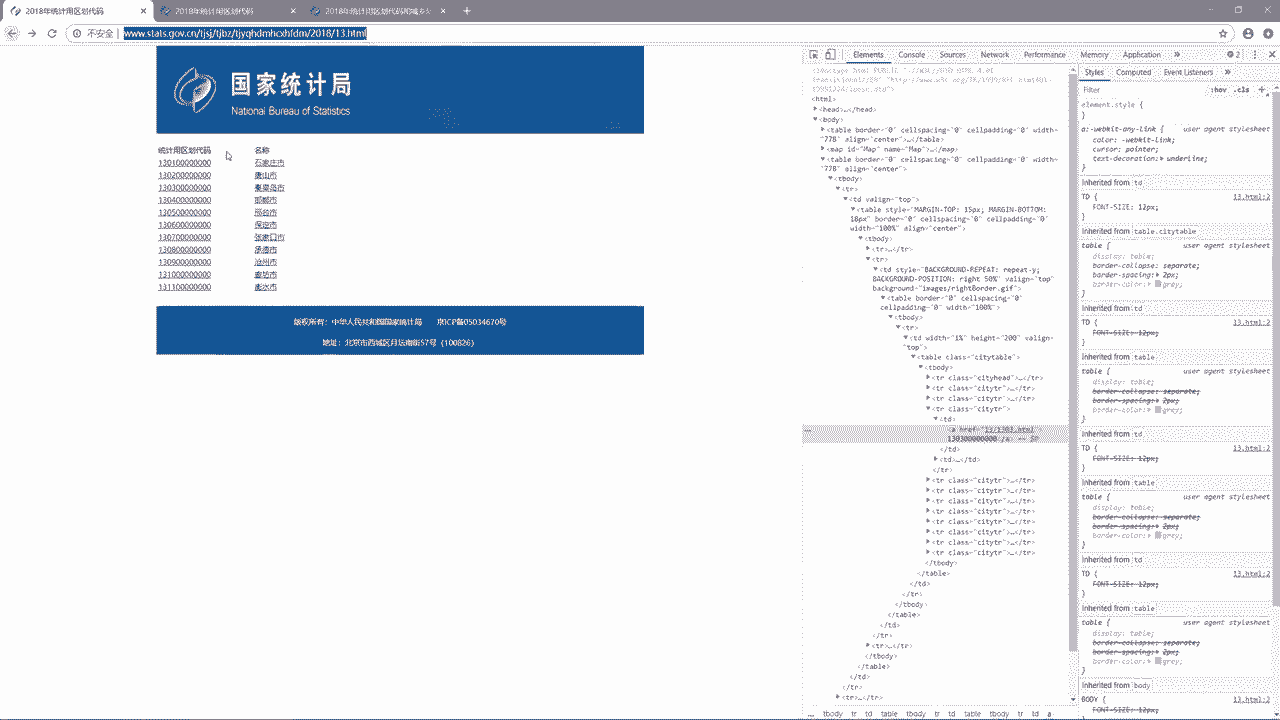 2018年统计用区划代码
2018年统计用区划代码
2018年统计用区划代码和城乡
不安全
www.stats.gov.cn/tjsj/tjbz/tjyqhdmhcxhfdm/2018/13.html
国家统计局
National Bureau of Statistics
统计用区划代码 名称
130100000000 石家庄市
130200000000 唐山市
130300000000 秦皇岛市
130400000000 邯郸市
130500000000 邢台市
130600000000 保定市
130700000000 张家口市
130800000000 承德市
130900000000 沧州市
131000000000 廊坊市
131100000000 衡水市
版权所有：中华人民共和国国家统计局 京ICP备05034670号
地址：北京市西城区月坛南街57号（100826）
Elements Console Sources Network Performance Memory Application » 2
<html>
<head>…</head>
<body>
<table border="0" cellspacing="0" cellpadding="0" width=
"778" align="center">…</table>
<map id="Map" name="Map">…</map>
<table border="0" cellspacing="0" cellpadding="0" width=
"778" align="center">
<tbody>
<tr>
<td valign="top">
<table style="MARGIN-TOP: 15px; MARGIN-BOTTOM:
18px" border="0" cellspacing="0" cellpadding="0"
width="100%" align="center">
<tbody>
<tr>…</tr>
<tr>
<td style="BACKGROUND-REPEAT: repeat-y;
BACKGROUND-POSITION: right 50%" valign="top"
background="images/rightBorder.gif">
<table border="0" cellspacing="0"
cellpadding="0" width="100%">
<tbody>
<tr>
<td width="1%" height="200" valign=
"top">
<table class="citytable">
<tbody>
<tr class="cityhead">…</tr>
<tr class="citytr">…</tr>
<tr class="citytr">…</tr>
<tr class="citytr">
<td>
<a href="13/1303.html">
130300000000</a> == $0
</td>
<td>…</td>
</tr>
<tr class="citytr">…</tr>
<tr class="citytr">…</tr>
<tr class="citytr">…</tr>
<tr class="citytr">…</tr>
<tr class="citytr">…</tr>
<tr class="citytr">…</tr>
<tr class="citytr">…</tr>
<tr class="citytr">…</tr>
</tbody>
</table>
</td>
</tr>
</tbody>
</table>
</td>
</tr>
<tr>…</tr>
</tbody>
</table>
</td>
</tr>
<tr>…</tr>
… tbody tr td table tbody tr td table tbody tr td a
Styles Computed Event Listeners »
Filter :hov .cls +
element.style {
}
a:-webkit-any-link { user agent stylesheet
color: -webkit-link;
cursor: pointer;
text-decoration: underline;
}
Inherited from td
TD { 13.html:2
FONT-SIZE: 12px;
}
Inherited from table.citytable
table { user agent stylesheet
display: table;
border-collapse: separate;
border-spacing: 2px;
border-color: grey;
}
Inherited from td
TD { 13.html:2
FONT-SIZE: 12px;
}
Inherited from table
table { user agent stylesheet
display: table;
border-collapse: separate;
border-spacing: 2px;
border-color: grey;
}
Inherited from td
TD { 13.html:2
FONT-SIZE: 12px;
}
Inherited from table
table { user agent stylesheet
display: table;
border-collapse: separate;
border-spacing: 2px;
border-color: grey;
}
Inherited from td
TD { 13.html:2
FONT-SIZE: 12px;
}
Inherited from table
table { user agent stylesheet
display: table;
border-collapse: separate;
border-spacing: 2px;
border-color: grey;
}
Inherited from body
BODY { 13.html:2
FONT-SIZE: 12px;